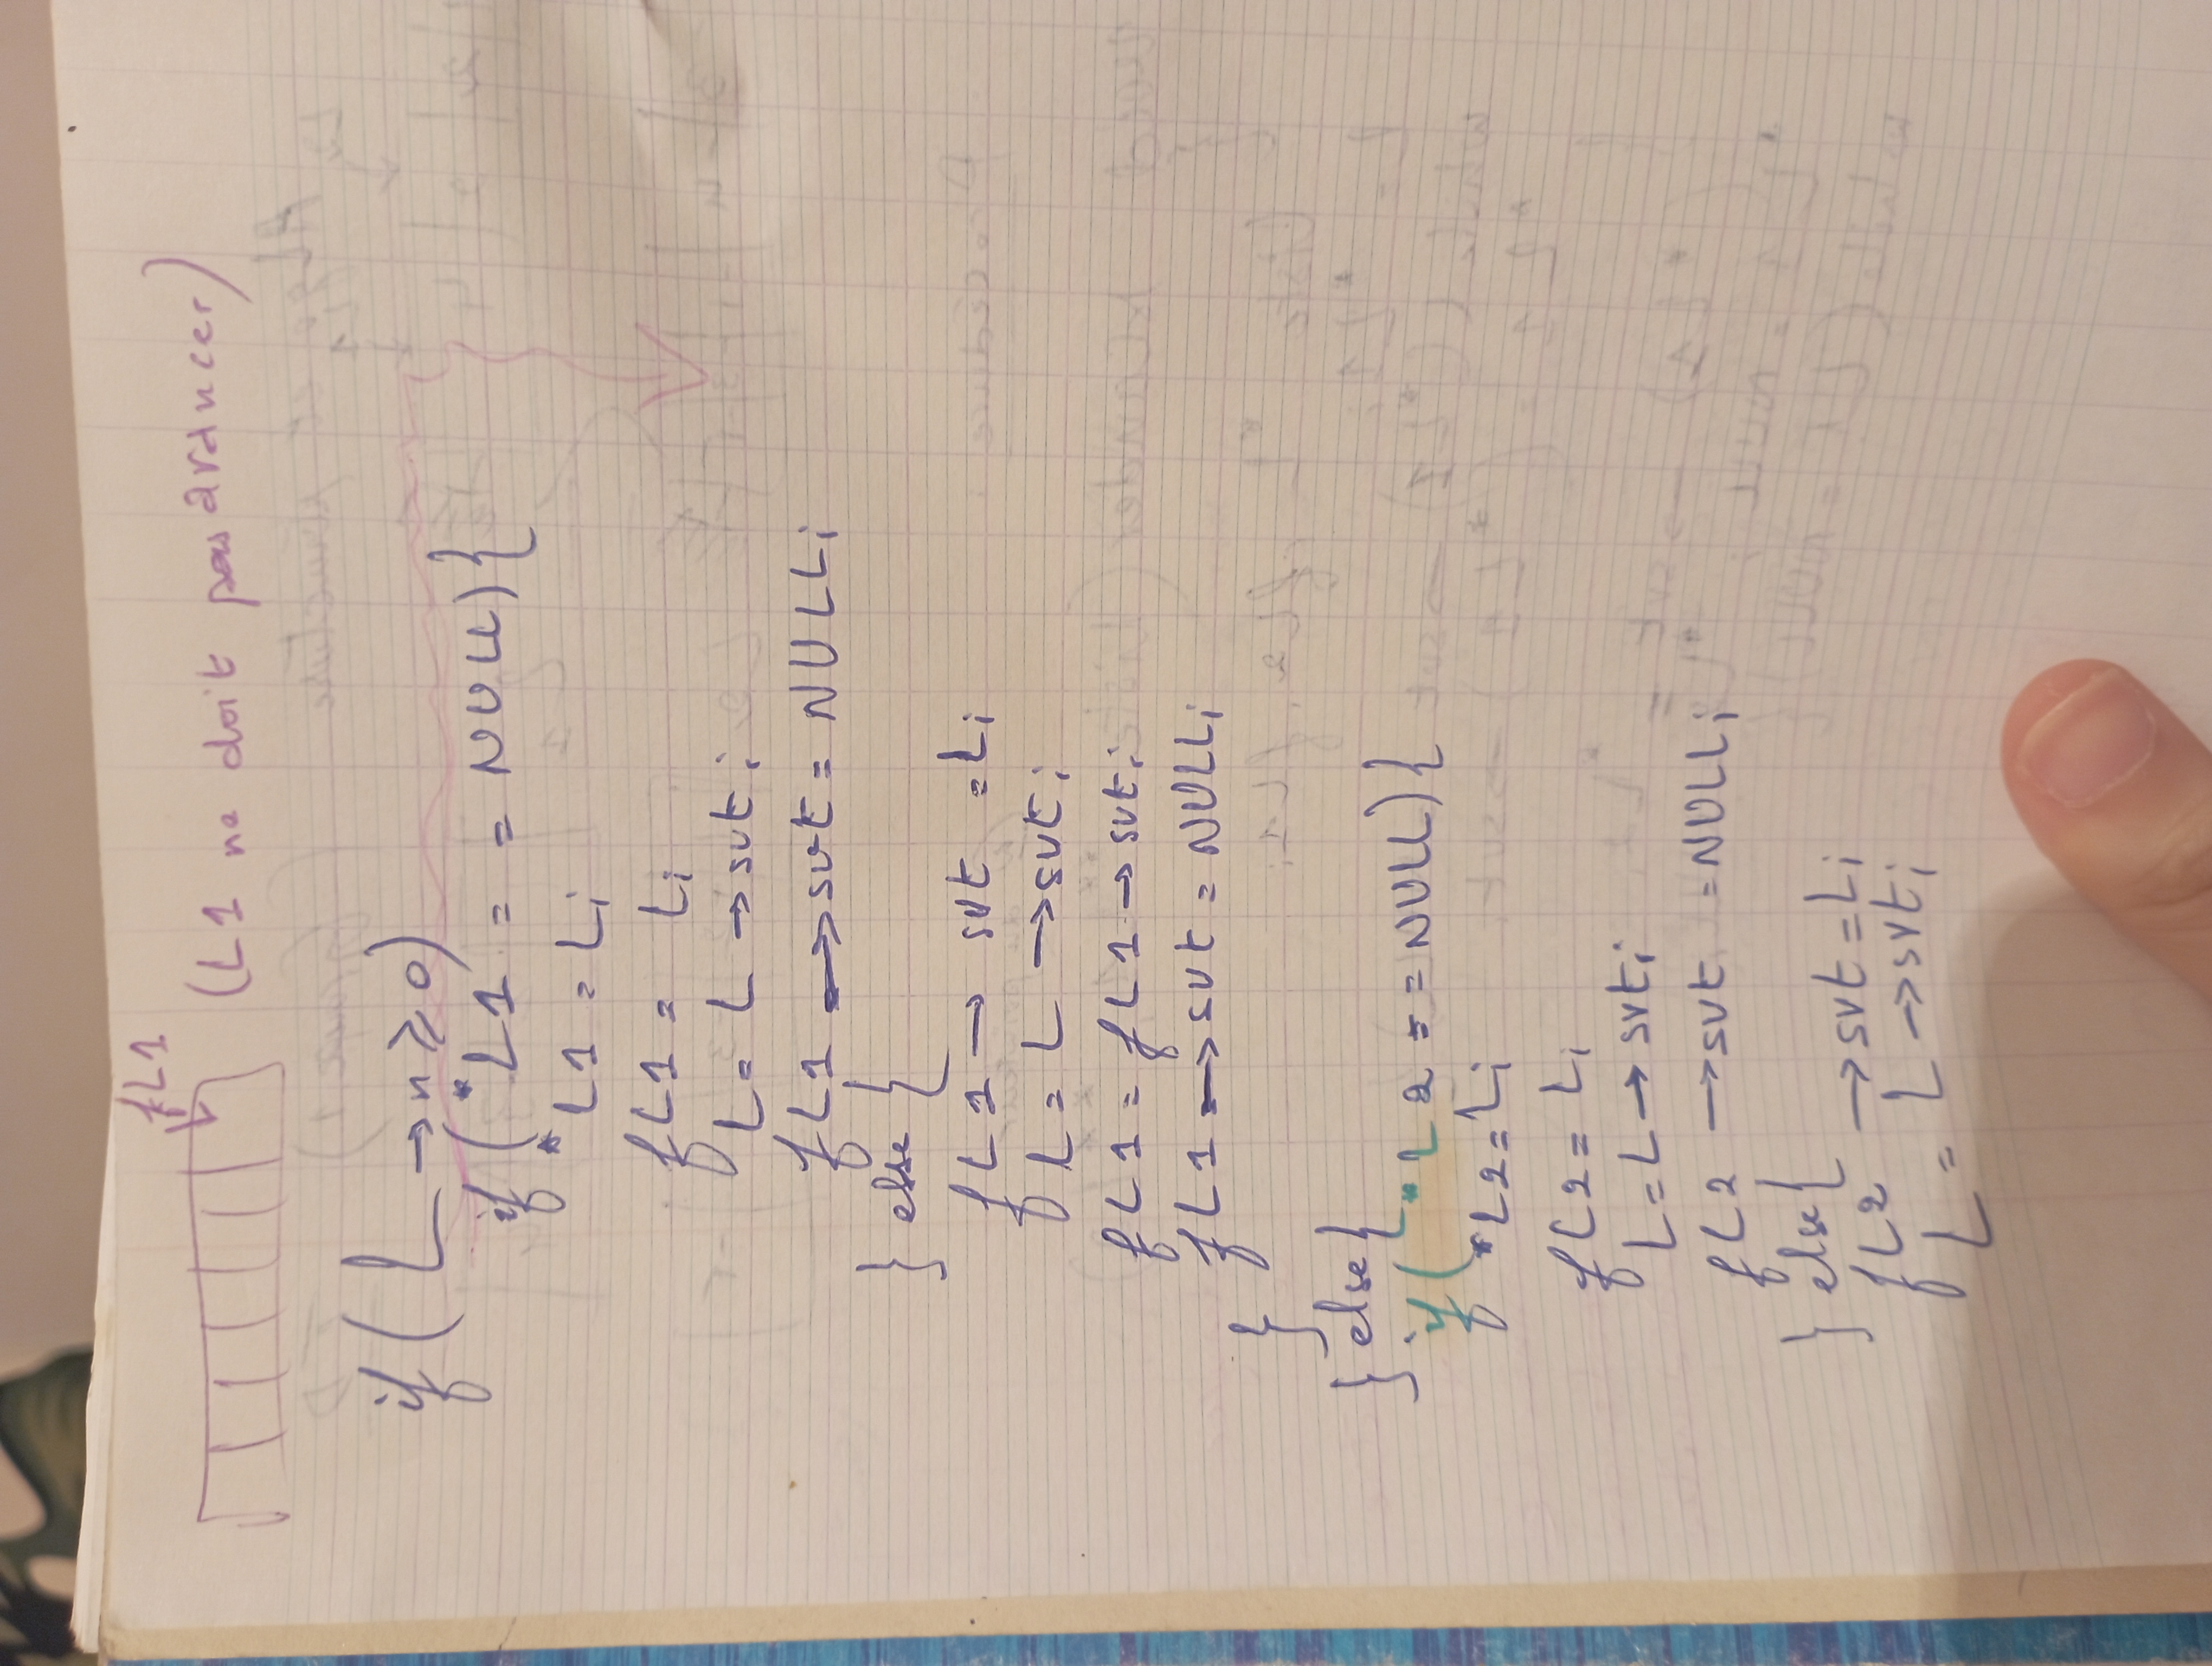 fL1
(L1 ne doit pas avancer)
if ( L → n ⩾ 0)
if ( *L1 = = NULL) {
*L1 = L;
fL1 = L;
L = L → svt;
fL1 → svt = NULL;
} else {
fL1 → svt = L;
L = L → svt;
fL1 = fL1 → svt;
fL1 → svt = NULL;
}
} else {
if ( *L2 = = NULL) {
*L2 = L;
fL2 = L;
L = L → svt;
fL2 → svt = NULL;
} else {
fL2 → svt = L;
L = L → svt;